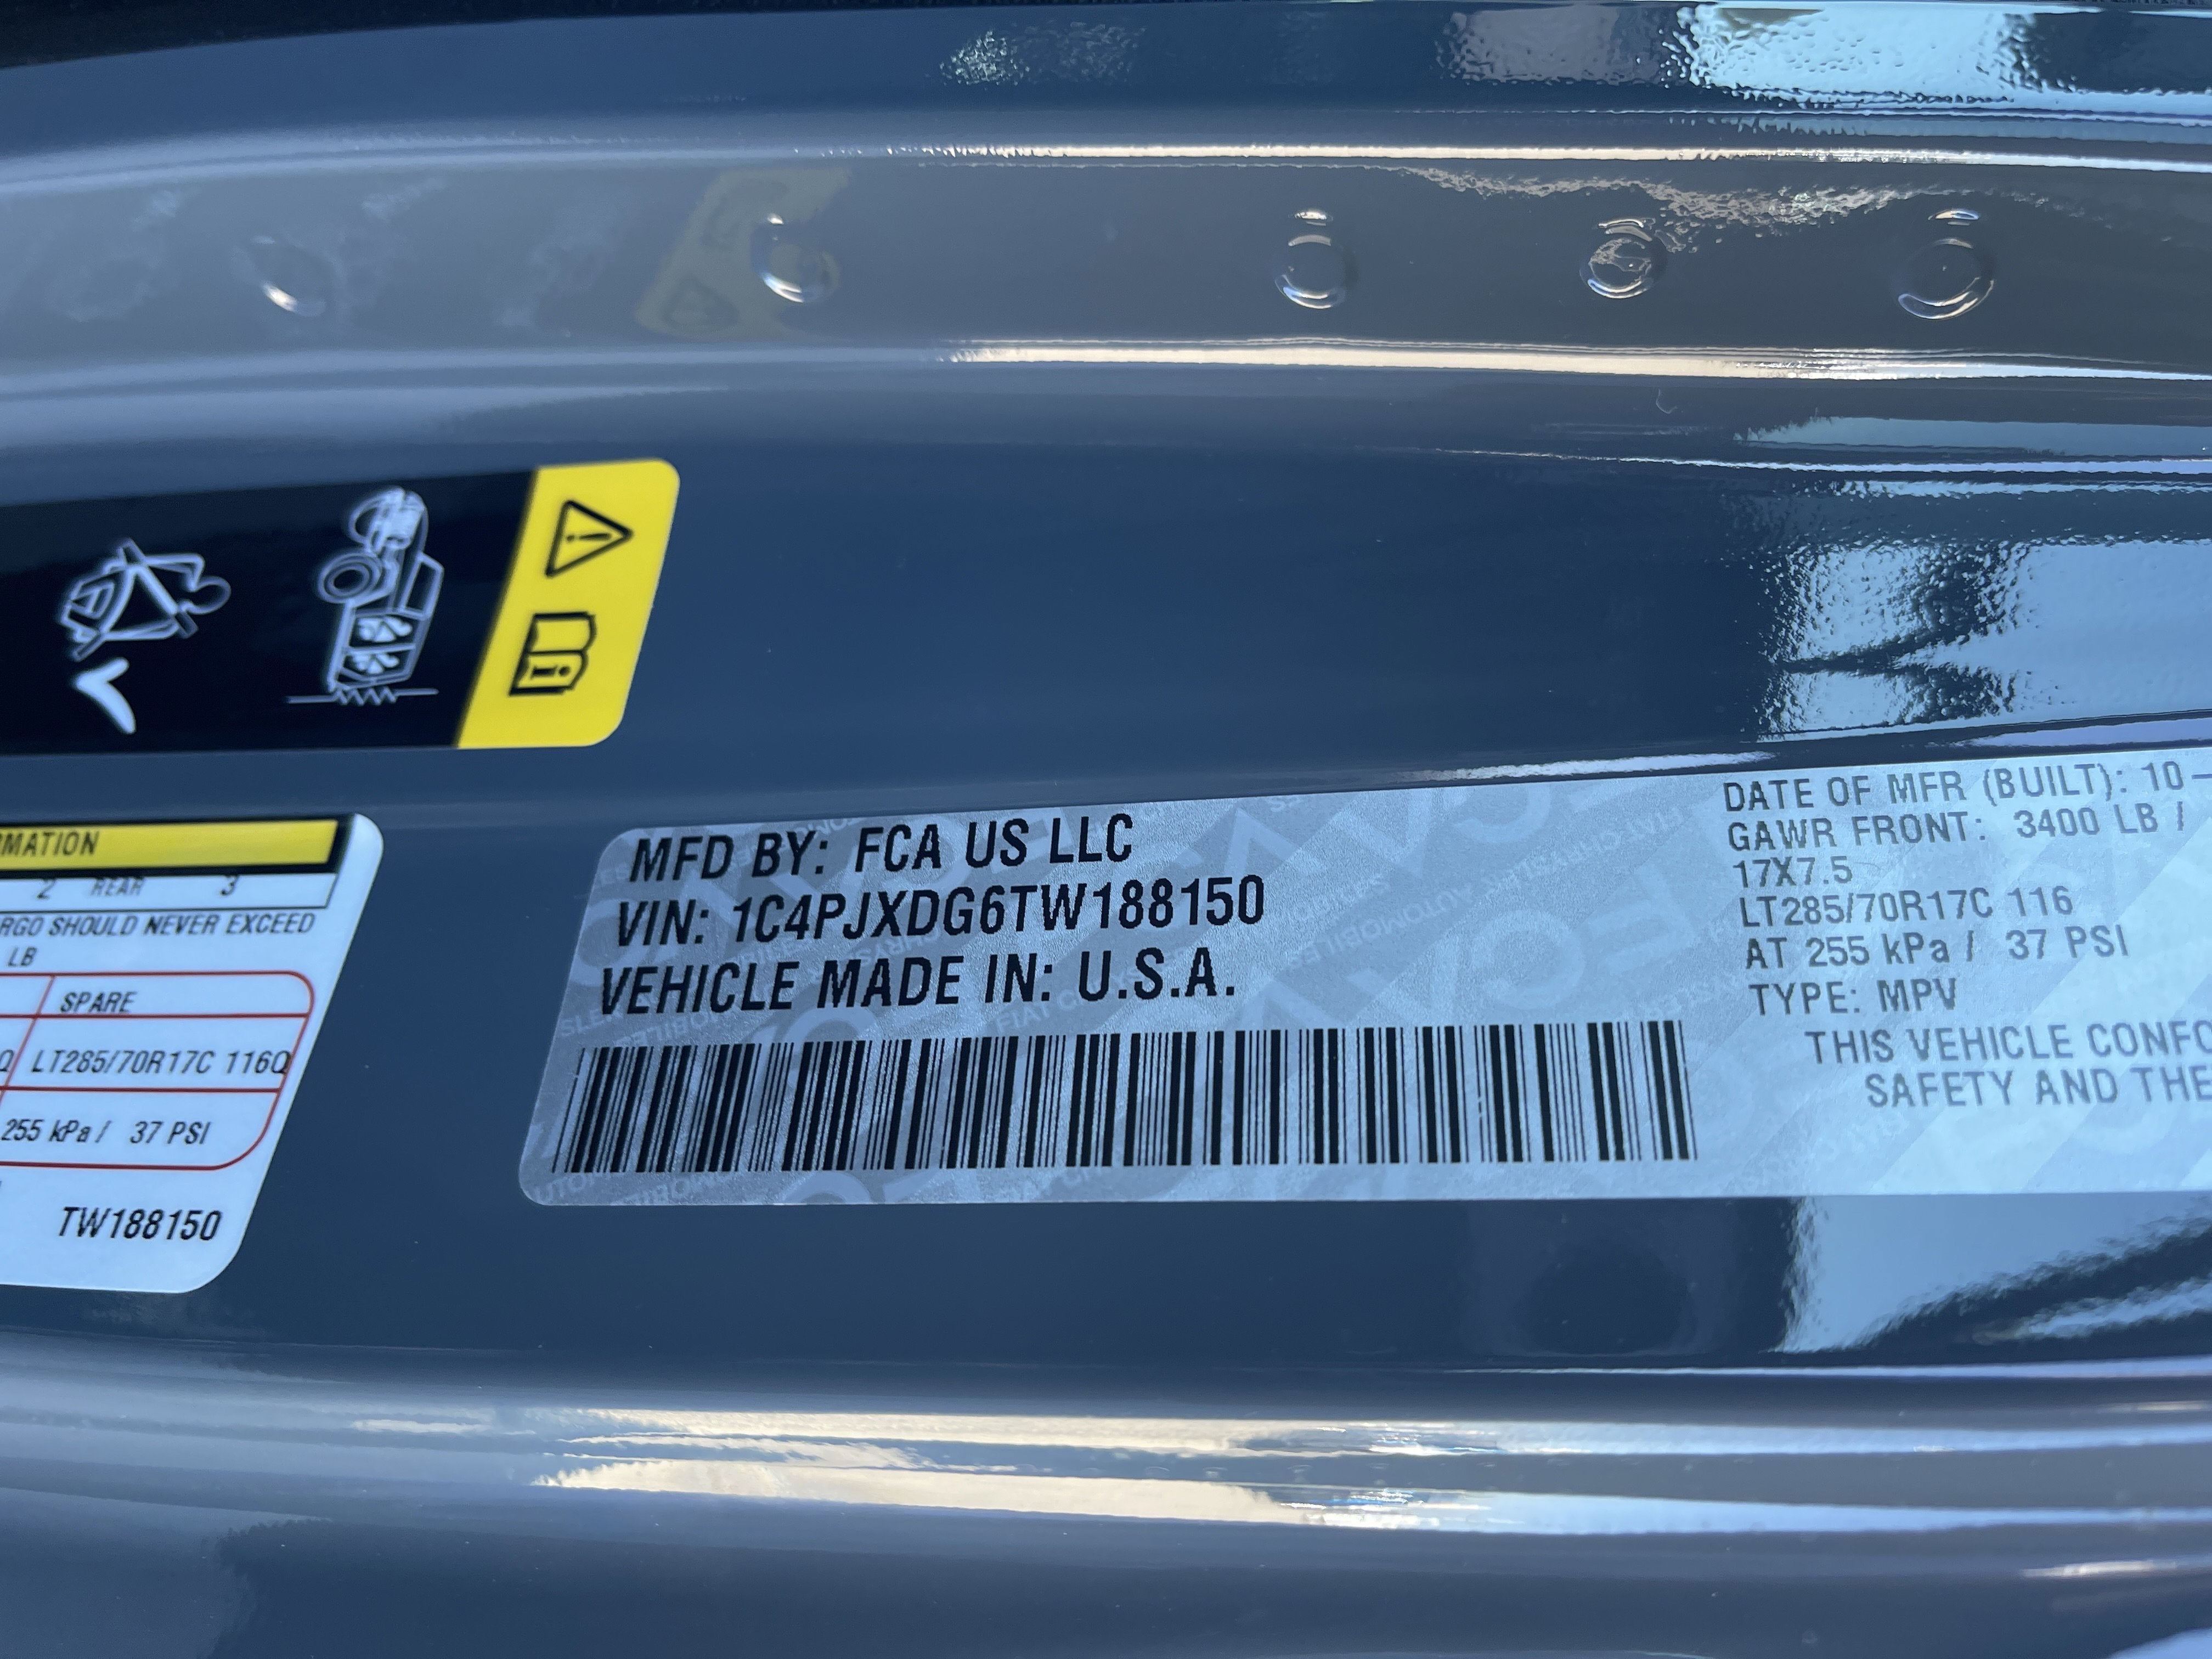 MATION
2 REAR 3
RGO SHOULD NEVER EXCEED
LB
SPARE
Q LT285/70R17C 116Q
255 kPa / 37 PSI
TW188150
MFD BY: FCA US LLC
VIN: 1C4PJXDG6TW188150
VEHICLE MADE IN: U.S.A.
DATE OF MFR (BUILT): 10-
GAWR FRONT: 3400 LB /
17X7.5
LT285/70R17C 116
AT 255 kPa / 37 PSI
TYPE: MPV
THIS VEHICLE CONFO
SAFETY AND THE